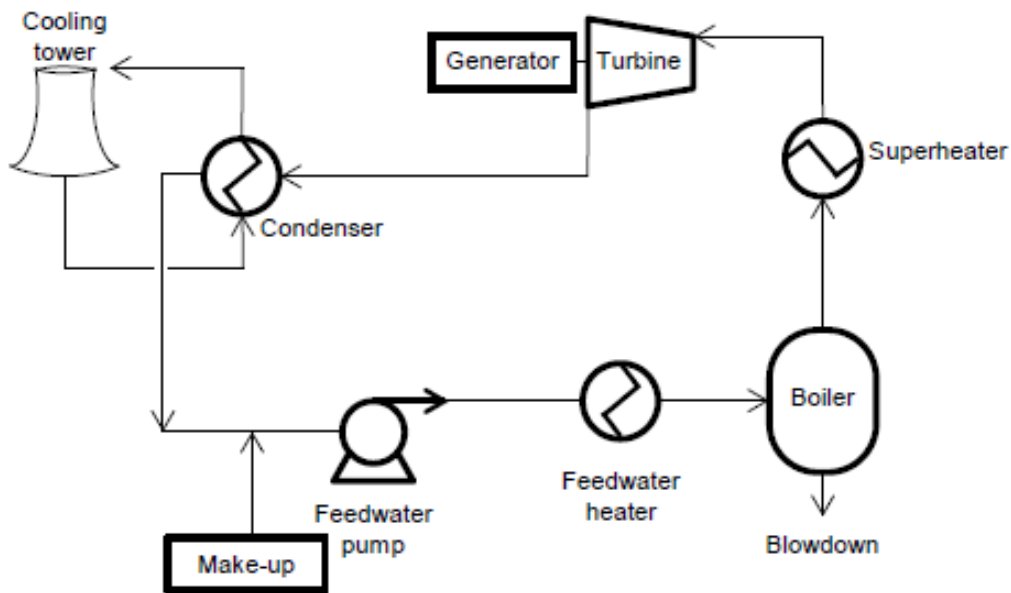 Cooling
tower
Generator
Turbine
Superheater
Condenser
Boiler
Feedwater
pump
Feedwater
heater
Make-up
Blowdown